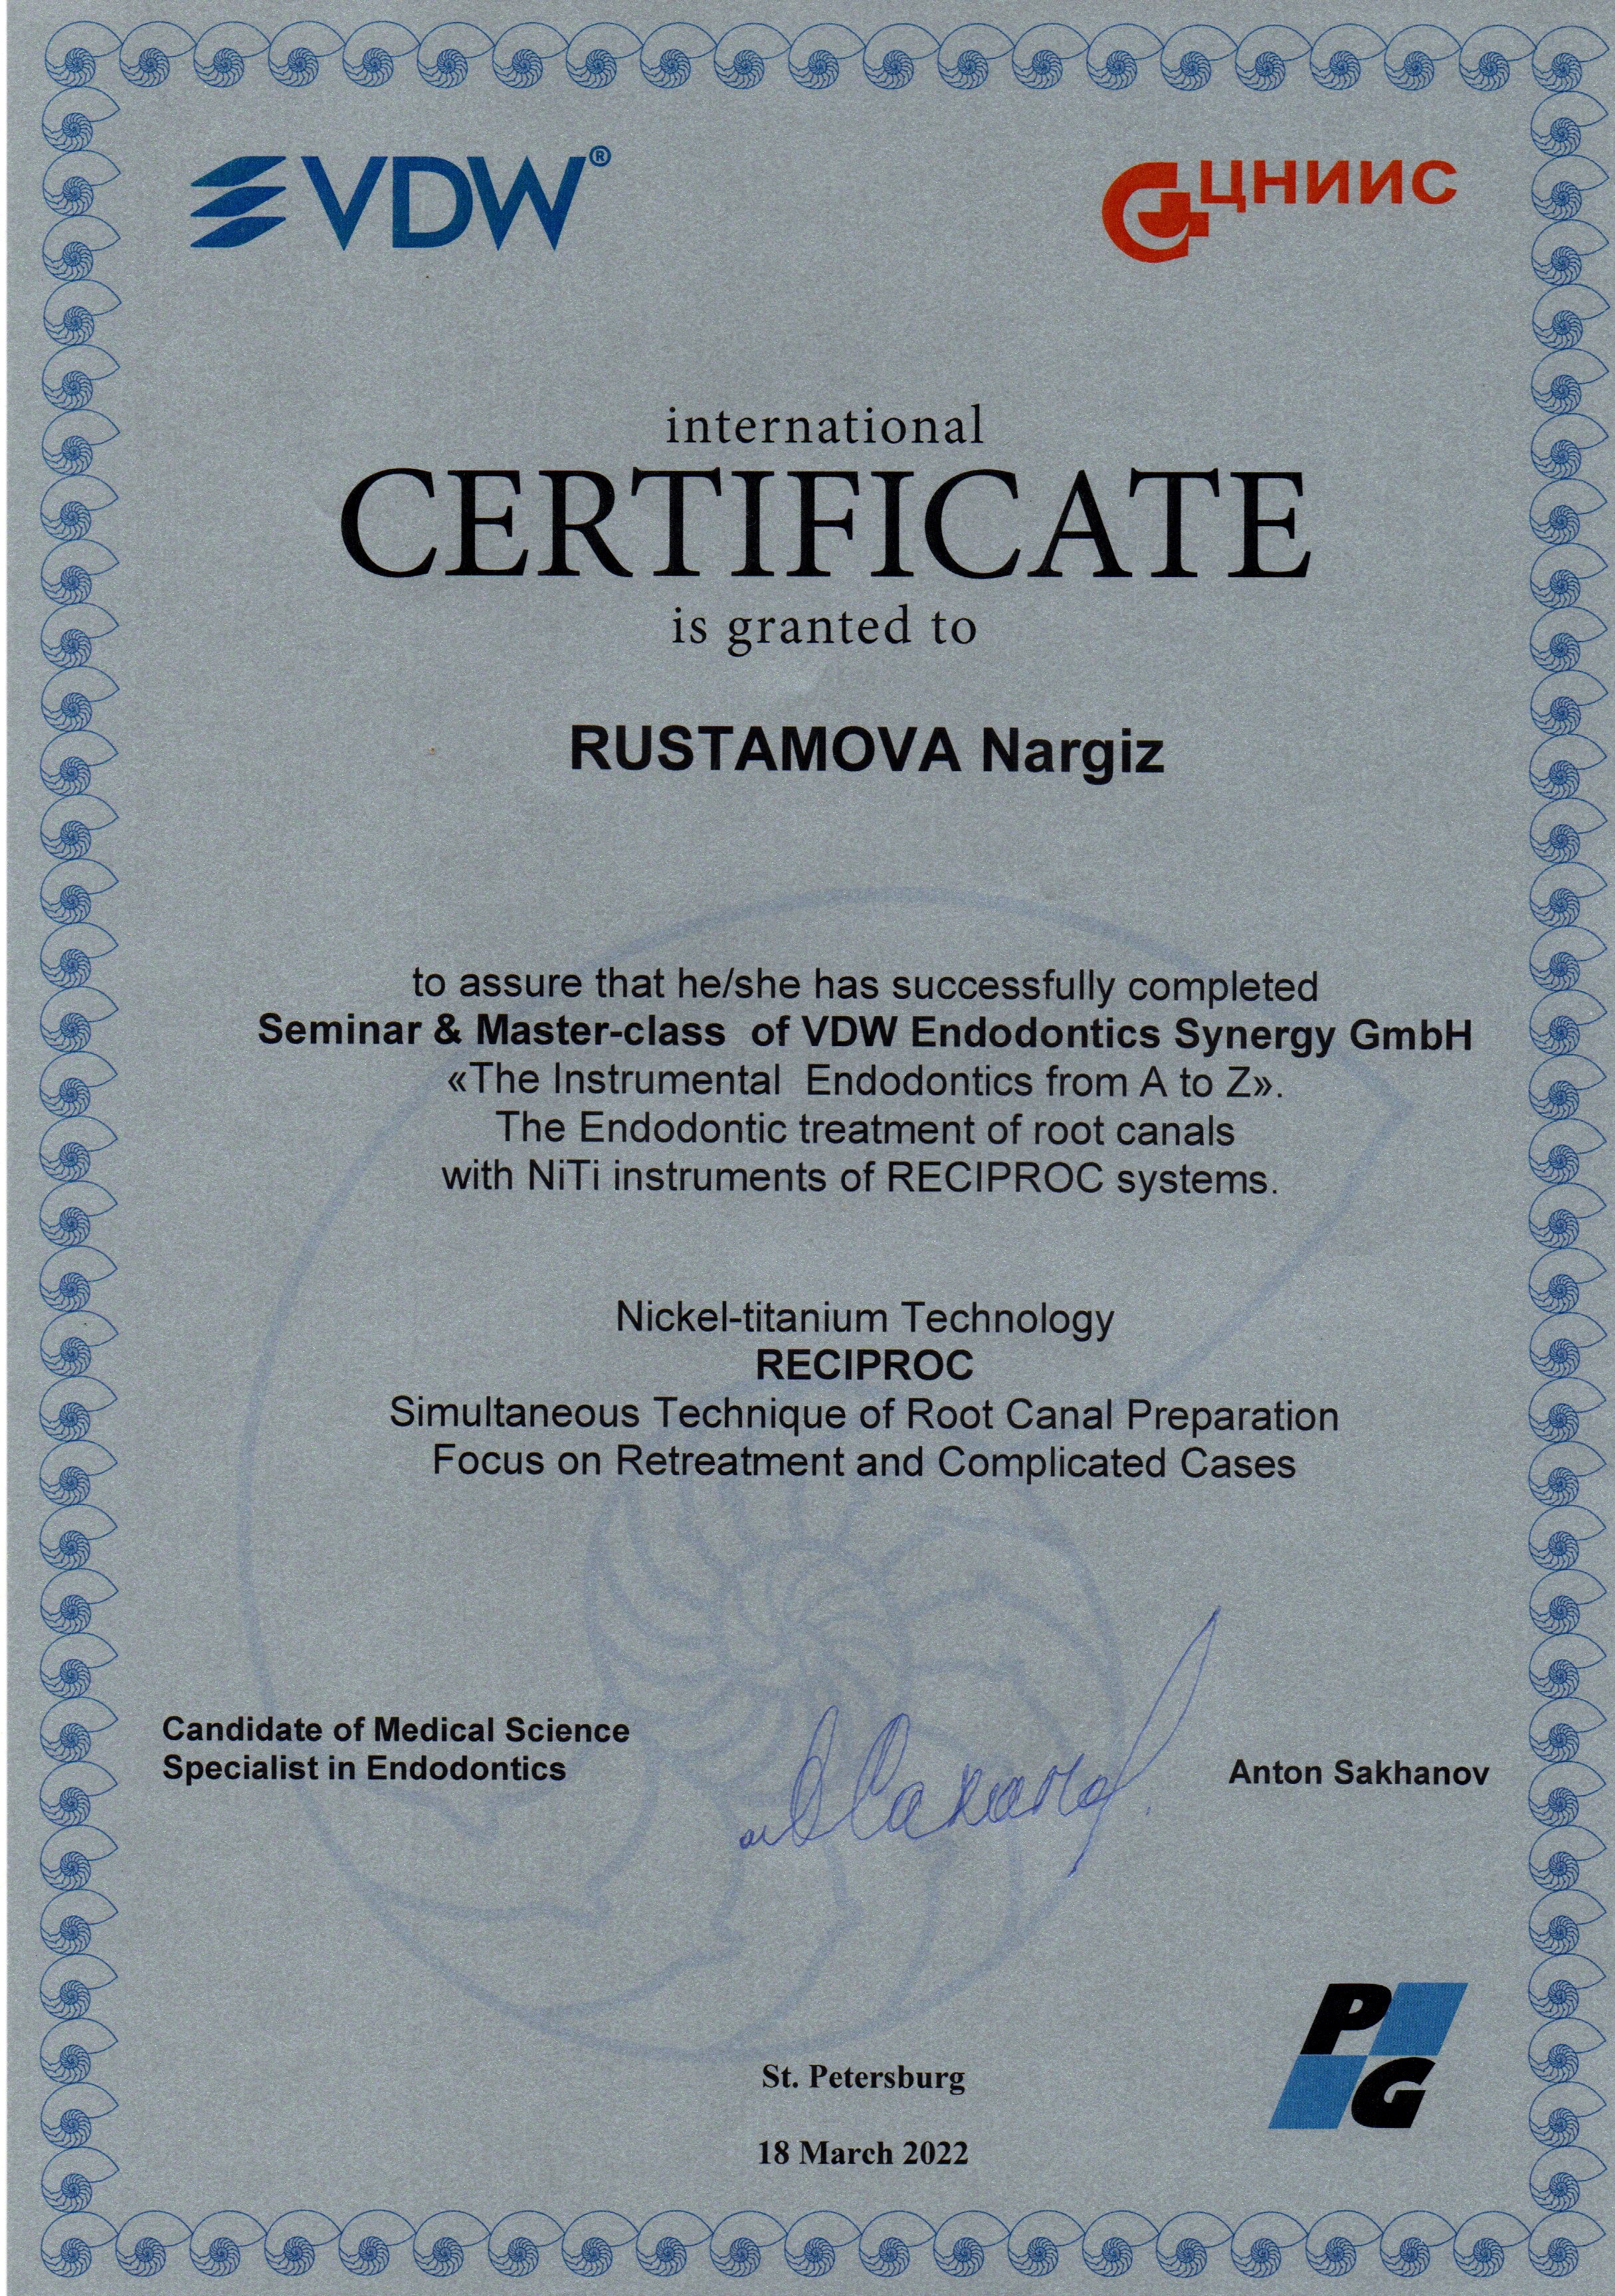 VDW®
ЦНИИС
international
CERTIFICATE
is granted to
RUSTAMOVA Nargiz
to assure that he/she has successfully completed
Seminar & Master-class of VDW Endodontics Synergy GmbH
«The Instrumental Endodontics from A to Z».
The Endodontic treatment of root canals
with NiTi instruments of RECIPROC systems.
Nickel-titanium Technology
RECIPROC
Simultaneous Technique of Root Canal Preparation
Focus on Retreatment and Complicated Cases
Candidate of Medical Science
Specialist in Endodontics
Anton Sakhanov
P
G
St. Petersburg
18 March 2022